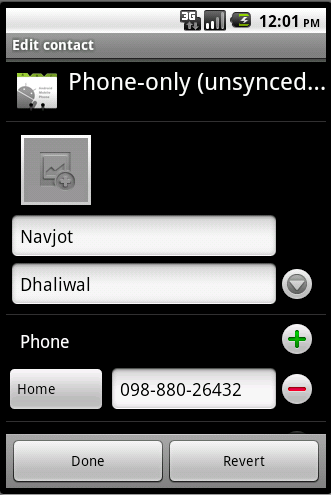 3G
12:01 PM
Edit contact
Phone-only (unsynced...
Navjot
Dhaliwal
Phone
Home
098-880-26432
Done
Revert